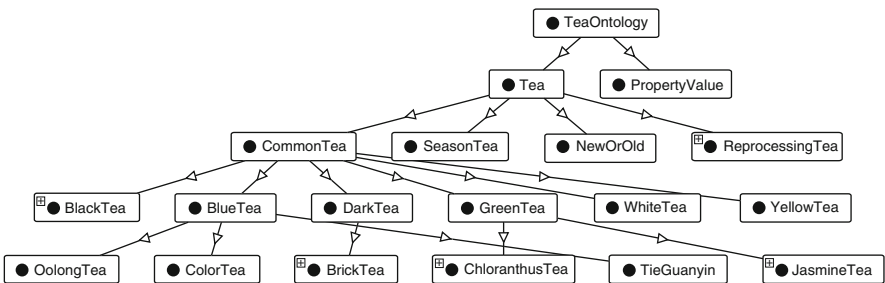 TeaOntology
Tea
PropertyValue
CommonTea
SeasonTea
NewOrOld
ReprocessingTea
BlackTea
BlueTea
DarkTea
GreenTea
WhiteTea
YellowTea
OolongTea
ColorTea
BrickTea
ChloranthusTea
TieGuanyin
JasmineTea